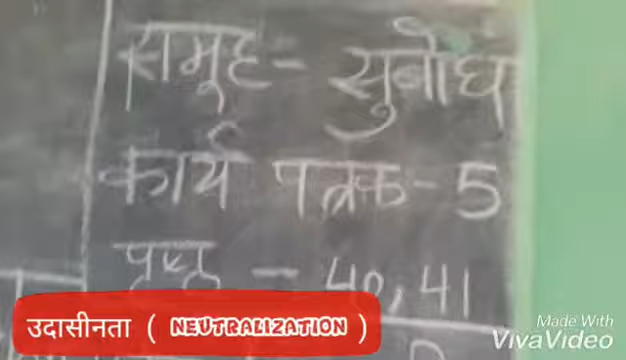 समूह - सुबोध
कार्य पत्रक - 5
पृष्ठ - 40, 41
उदासीनता ( NEUTRALIZATION )
Made With
VivaVideo